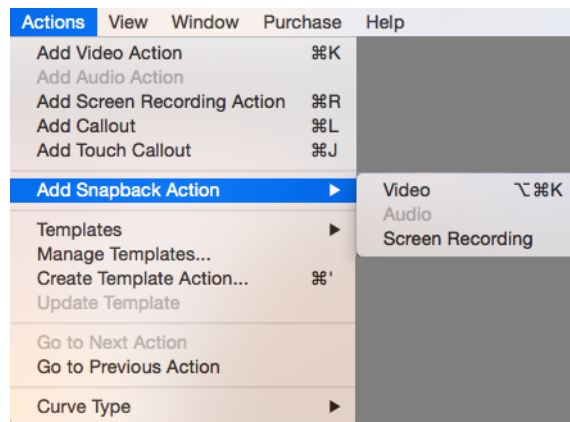 Actions View Window Purchase Help
Add Video Action ⌘K
Add Audio Action
Add Screen Recording Action ⌘R
Add Callout ⌘L
Add Touch Callout ⌘J
Add Snapback Action ▶
Video ⌥⌘K
Audio
Screen Recording
Templates ▶
Manage Templates...
Create Template Action... ⌘'
Update Template
Go to Next Action
Go to Previous Action
Curve Type ▶